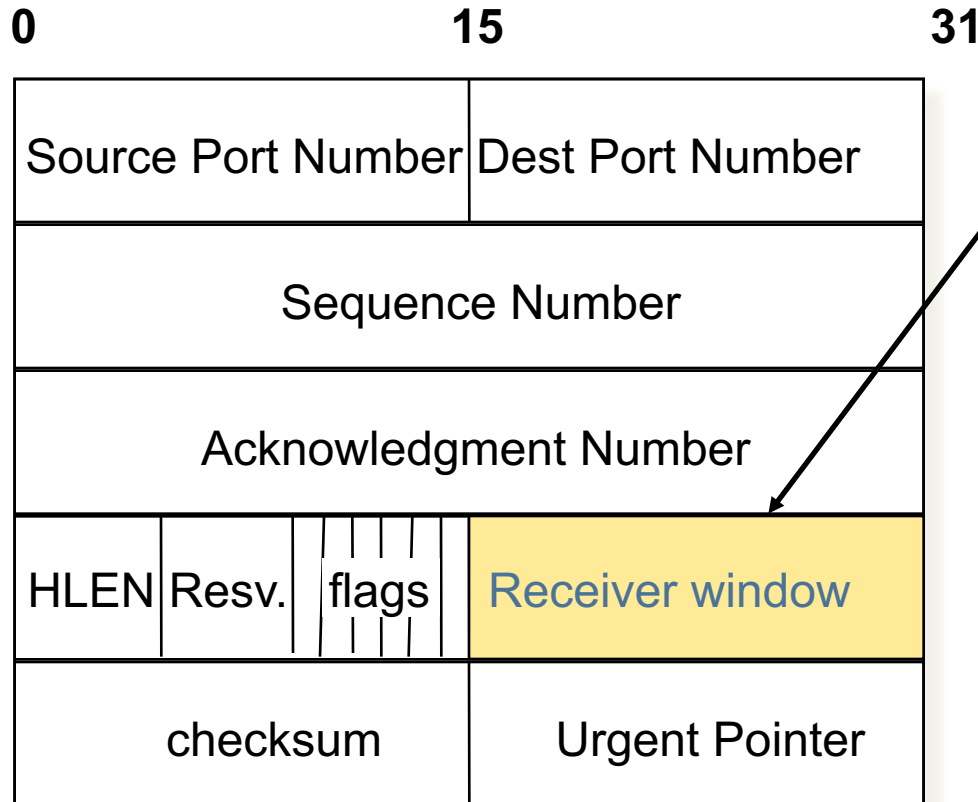 0 15 31
Source Port Number Dest Port Number
Sequence Number
Acknowledgment Number
HLEN Resv. flags Receiver window
checksum Urgent Pointer